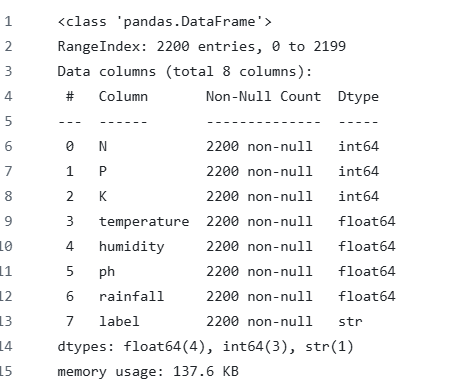 1 <class 'pandas.DataFrame'>
2 RangeIndex: 2200 entries, 0 to 2199
3 Data columns (total 8 columns):
4 # Column Non-Null Count Dtype
5 --- ------ -------------- -----
6 0 N 2200 non-null int64
7 1 P 2200 non-null int64
8 2 K 2200 non-null int64
9 3 temperature 2200 non-null float64
10 4 humidity 2200 non-null float64
11 5 ph 2200 non-null float64
12 6 rainfall 2200 non-null float64
13 7 label 2200 non-null str
14 dtypes: float64(4), int64(3), str(1)
15 memory usage: 137.6 KB